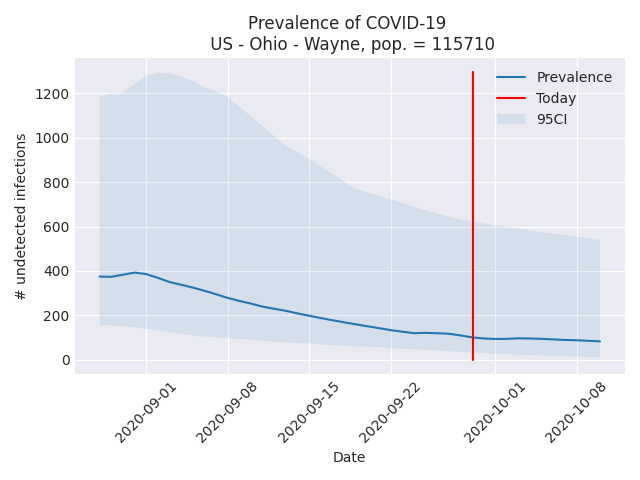 Prevalence of COVID-19
US - Ohio - Wayne, pop. = 115710
Prevalence
Today
95CI
1200
1000
800
600
400
200
0
# undetected infections
2020-09-01
2020-09-08
2020-09-15
2020-09-22
2020-10-01
2020-10-08
Date